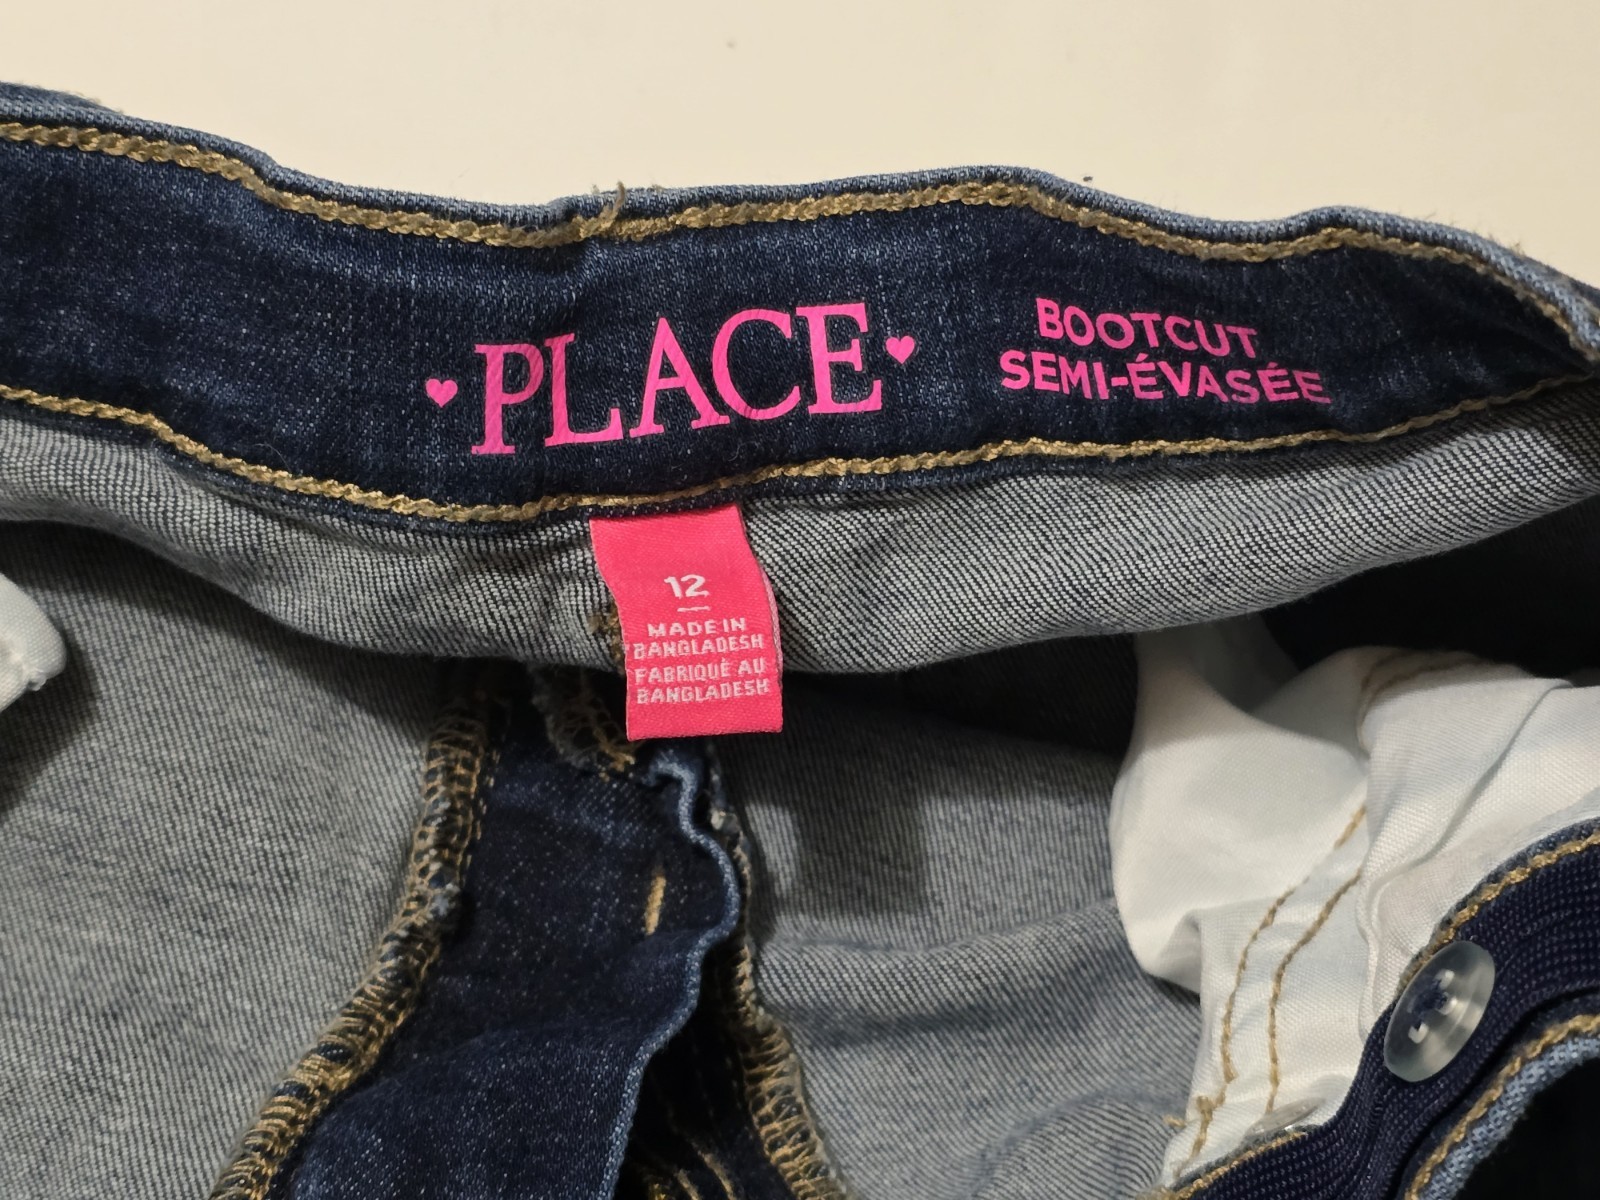 PLACE
BOOTCUT
SEMI-ÉVASÉE
12
MADE IN
BANGLADESH
FABRIQUÉ AU
BANGLADESH